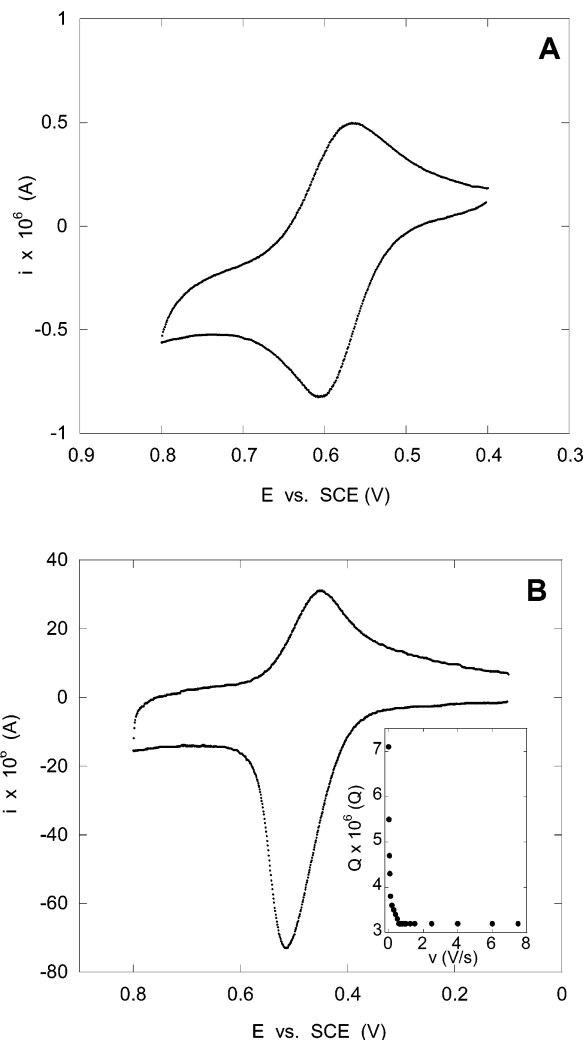 A
1
0.5
0
-0.5
-1
i x 10⁶ (A)
0.9 0.8 0.7 0.6 0.5 0.4 0.3
E vs. SCE (V)
B
40
20
0
-20
-40
-60
-80
i x 10⁶ (A)
7
6
5
4
3
Q x 10⁶ (Q)
0 2 4 6 8
v (V/s)
0.8 0.6 0.4 0.2 0
E vs. SCE (V)